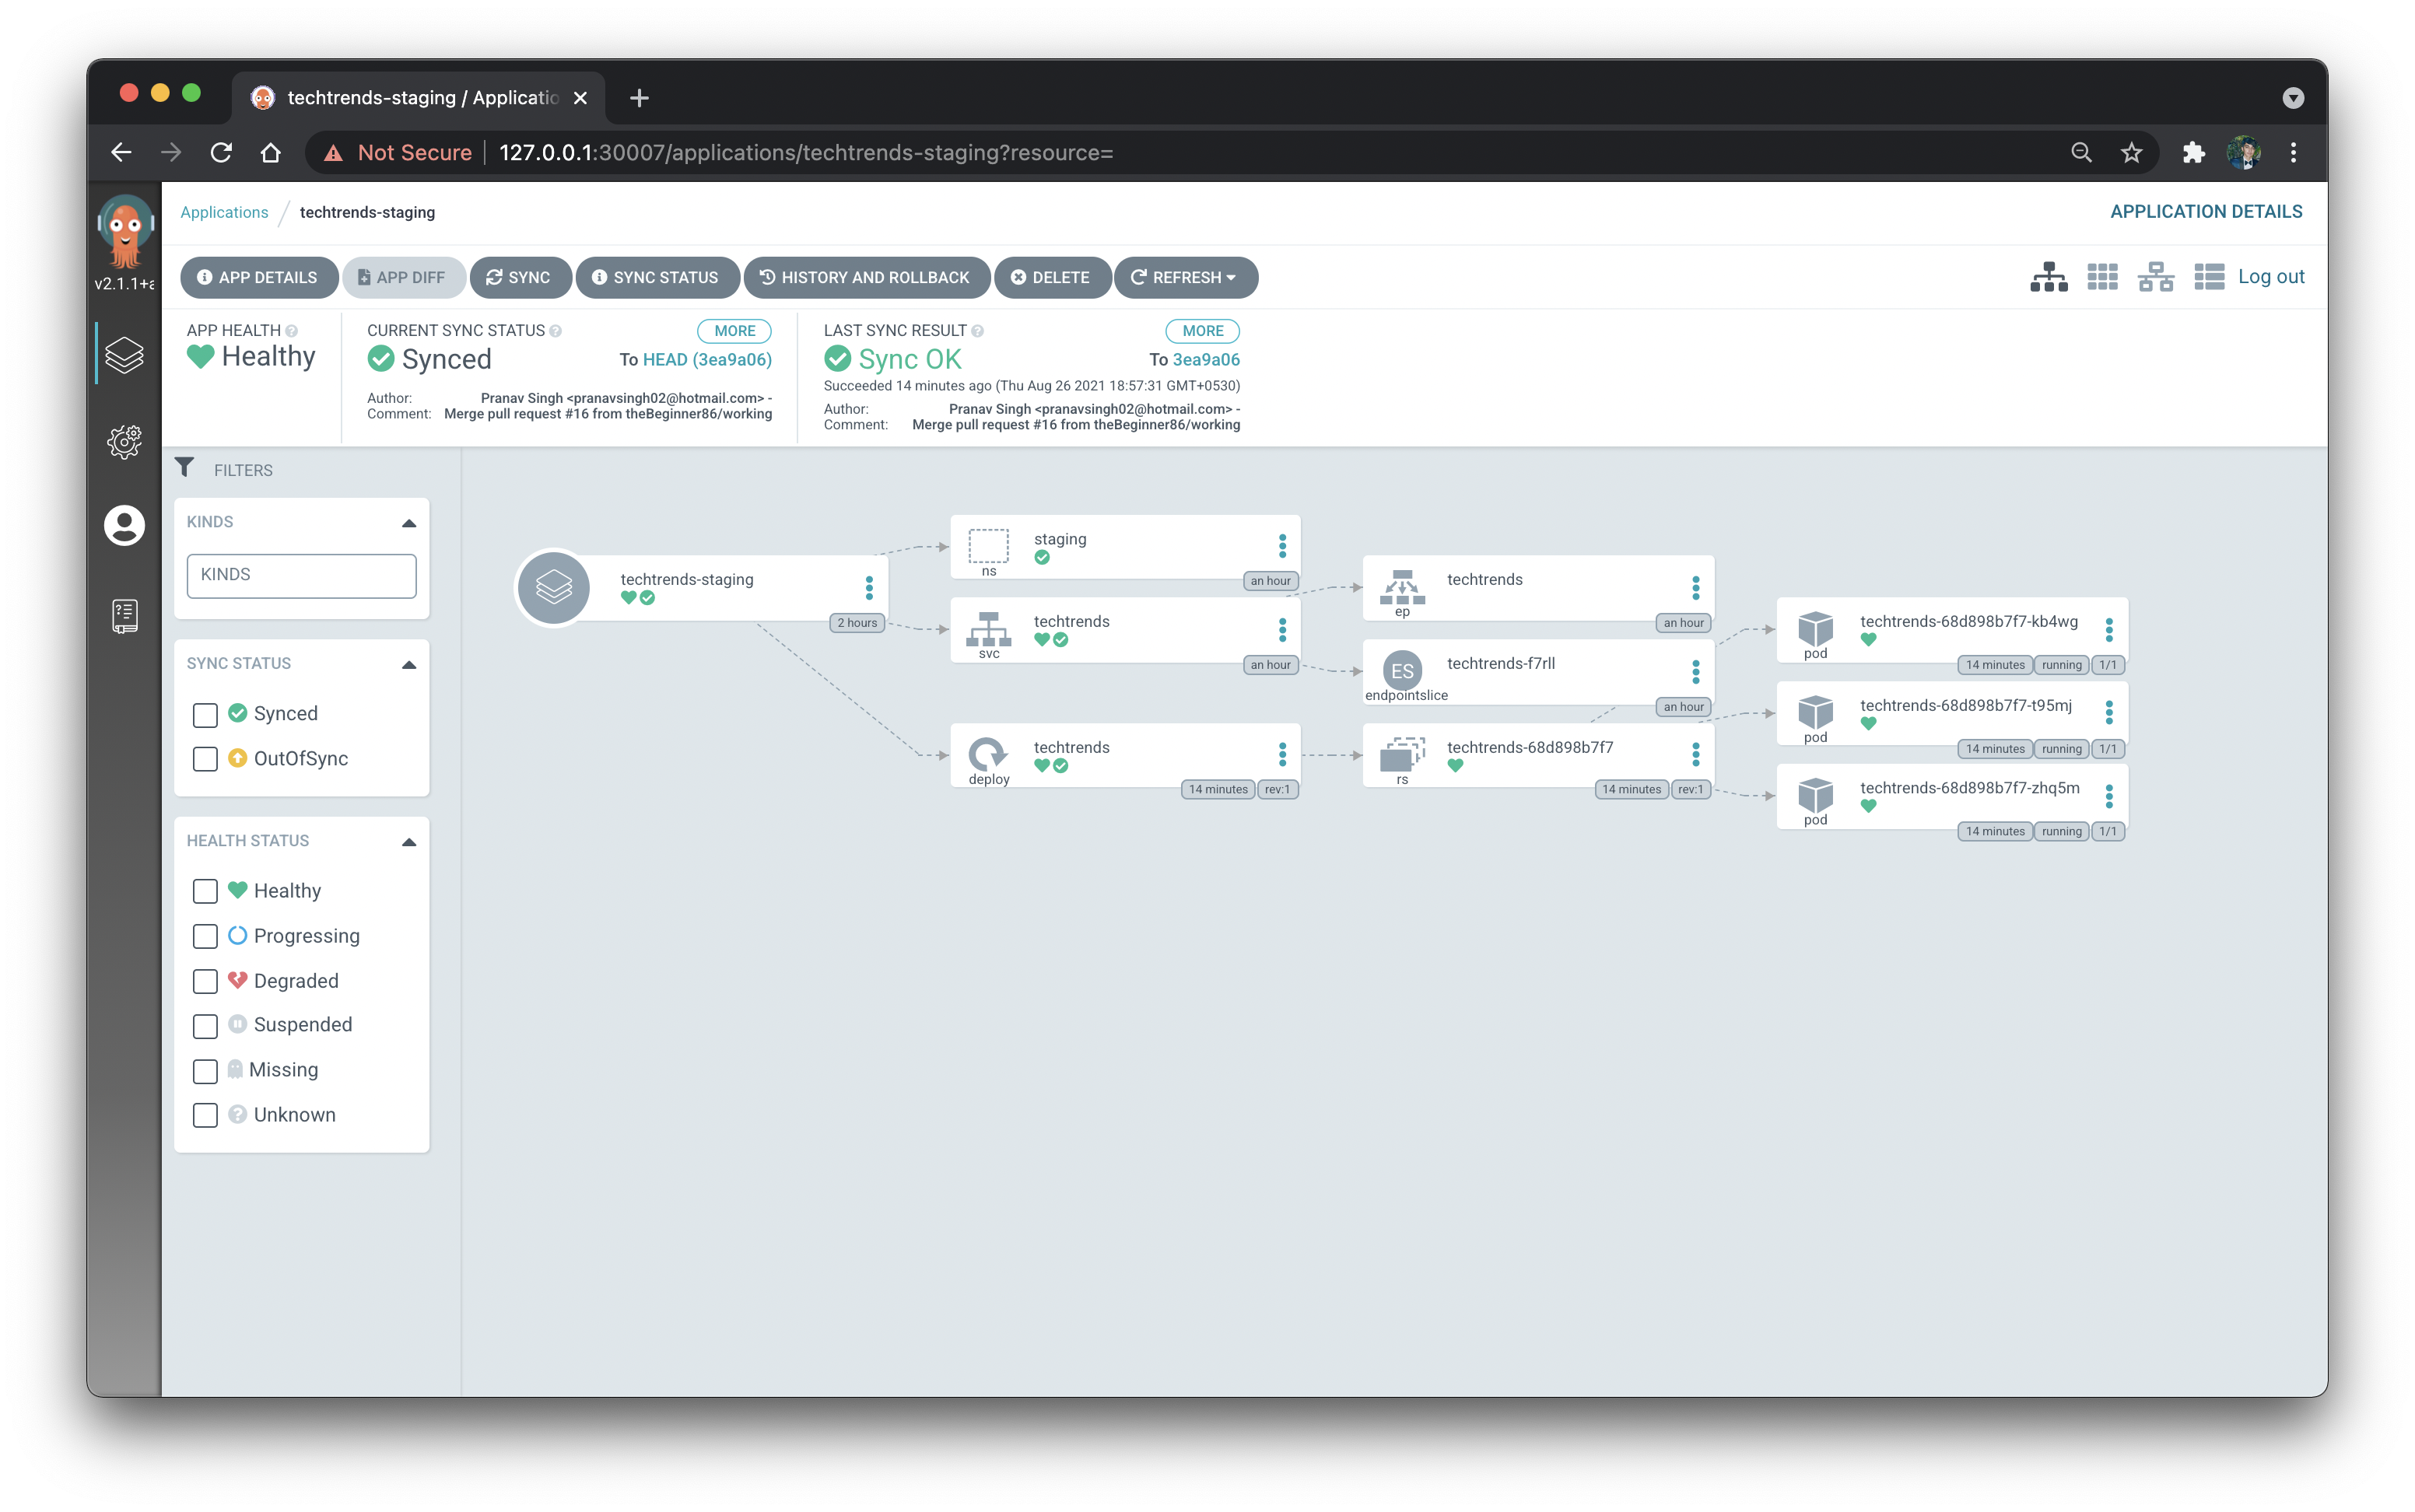 techtrends-staging / Applicatio
Not Secure
127.0.0.1:30007/applications/techtrends-staging?resource=
v2.1.1+a
Applications / techtrends-staging
APPLICATION DETAILS
APP DETAILS
APP DIFF
SYNC
SYNC STATUS
HISTORY AND ROLLBACK
DELETE
REFRESH
Log out
APP HEALTH
Healthy
CURRENT SYNC STATUS
MORE
Synced
To HEAD (3ea9a06)
Author: Pranav Singh <pranavsingh02@hotmail.com> -
Comment: Merge pull request #16 from theBeginner86/working
LAST SYNC RESULT
MORE
Sync OK
To 3ea9a06
Succeeded 14 minutes ago (Thu Aug 26 2021 18:57:31 GMT+0530)
Author: Pranav Singh <pranavsingh02@hotmail.com> -
Comment: Merge pull request #16 from theBeginner86/working
FILTERS
KINDS
KINDS
SYNC STATUS
Synced
OutOfSync
HEALTH STATUS
Healthy
Progressing
Degraded
Suspended
Missing
Unknown
techtrends-staging
2 hours
staging
ns
an hour
techtrends
svc
an hour
techtrends
deploy
14 minutes
rev:1
techtrends
ep
an hour
ES
techtrends-f7rll
endpointslice
an hour
techtrends-68d898b7f7
rs
14 minutes
rev:1
techtrends-68d898b7f7-kb4wg
pod
14 minutes
running
1/1
techtrends-68d898b7f7-t95mj
pod
14 minutes
running
1/1
techtrends-68d898b7f7-zhq5m
pod
14 minutes
running
1/1